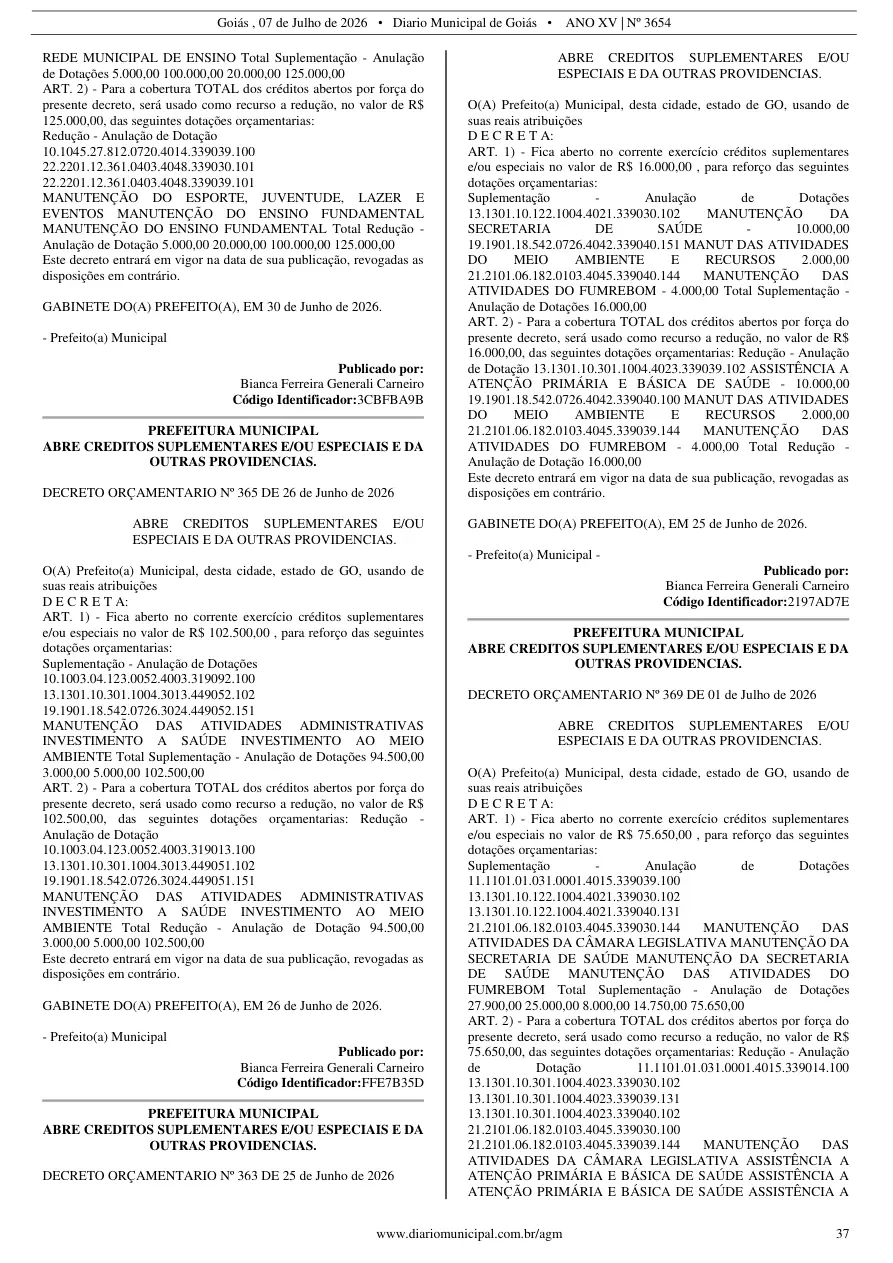 Goiás , 07 de Julho de 2026 • Diario Municipal de Goiás • ANO XV | Nº 3654
REDE MUNICIPAL DE ENSINO Total Suplementação - Anulação
de Dotações 5.000,00 100.000,00 20.000,00 125.000,00
ART. 2) - Para a cobertura TOTAL dos créditos abertos por força do
presente decreto, será usado como recurso a redução, no valor de R$
125.000,00, das seguintes dotações orçamentarias:
Redução - Anulação de Dotação
10.1045.27.812.0720.4014.339039.100
22.2201.12.361.0403.4048.339030.101
22.2201.12.361.0403.4048.339039.101
MANUTENÇÃO DO ESPORTE, JUVENTUDE, LAZER E
EVENTOS MANUTENÇÃO DO ENSINO FUNDAMENTAL
MANUTENÇÃO DO ENSINO FUNDAMENTAL Total Redução -
Anulação de Dotação 5.000,00 20.000,00 100.000,00 125.000,00
Este decreto entrará em vigor na data de sua publicação, revogadas as
disposições em contrário.
GABINETE DO(A) PREFEITO(A), EM 30 de Junho de 2026.
- Prefeito(a) Municipal
Publicado por:
Bianca Ferreira Generali Carneiro
Código Identificador:3CBFBA9B
PREFEITURA MUNICIPAL
ABRE CREDITOS SUPLEMENTARES E/OU ESPECIAIS E DA
OUTRAS PROVIDENCIAS.
DECRETO ORÇAMENTARIO Nº 365 DE 26 de Junho de 2026
ABRE CREDITOS SUPLEMENTARES E/OU
ESPECIAIS E DA OUTRAS PROVIDENCIAS.
O(A) Prefeito(a) Municipal, desta cidade, estado de GO, usando de
suas reais atribuições
D E C R E T A:
ART. 1) - Fica aberto no corrente exercício créditos suplementares
e/ou especiais no valor de R$ 102.500,00 , para reforço das seguintes
dotações orçamentarias:
Suplementação - Anulação de Dotações
10.1003.04.123.0052.4003.319092.100
13.1301.10.301.1004.3013.449052.102
19.1901.18.542.0726.3024.449052.151
MANUTENÇÃO DAS ATIVIDADES ADMINISTRATIVAS
INVESTIMENTO A SAÚDE INVESTIMENTO AO MEIO
AMBIENTE Total Suplementação - Anulação de Dotações 94.500,00
3.000,00 5.000,00 102.500,00
ART. 2) - Para a cobertura TOTAL dos créditos abertos por força do
presente decreto, será usado como recurso a redução, no valor de R$
102.500,00, das seguintes dotações orçamentarias: Redução -
Anulação de Dotação
10.1003.04.123.0052.4003.319013.100
13.1301.10.301.1004.3013.449051.102
19.1901.18.542.0726.3024.449051.151
MANUTENÇÃO DAS ATIVIDADES ADMINISTRATIVAS
INVESTIMENTO A SAÚDE INVESTIMENTO AO MEIO
AMBIENTE Total Redução - Anulação de Dotação 94.500,00
3.000,00 5.000,00 102.500,00
Este decreto entrará em vigor na data de sua publicação, revogadas as
disposições em contrário.
GABINETE DO(A) PREFEITO(A), EM 26 de Junho de 2026.
- Prefeito(a) Municipal
Publicado por:
Bianca Ferreira Generali Carneiro
Código Identificador:FFE7B35D
PREFEITURA MUNICIPAL
ABRE CREDITOS SUPLEMENTARES E/OU ESPECIAIS E DA
OUTRAS PROVIDENCIAS.
DECRETO ORÇAMENTARIO Nº 363 DE 25 de Junho de 2026
ABRE CREDITOS SUPLEMENTARES E/OU
ESPECIAIS E DA OUTRAS PROVIDENCIAS.
O(A) Prefeito(a) Municipal, desta cidade, estado de GO, usando de
suas reais atribuições
D E C R E T A:
ART. 1) - Fica aberto no corrente exercício créditos suplementares
e/ou especiais no valor de R$ 16.000,00 , para reforço das seguintes
dotações orçamentarias:
Suplementação - Anulação de Dotações
13.1301.10.122.1004.4021.339030.102 MANUTENÇÃO DA
SECRETARIA DE SAÚDE - 10.000,00
19.1901.18.542.0726.4042.339040.151 MANUT DAS ATIVIDADES
DO MEIO AMBIENTE E RECURSOS 2.000,00
21.2101.06.182.0103.4045.339040.144 MANUTENÇÃO DAS
ATIVIDADES DO FUMREBOM - 4.000,00 Total Suplementação -
Anulação de Dotações 16.000,00
ART. 2) - Para a cobertura TOTAL dos créditos abertos por força do
presente decreto, será usado como recurso a redução, no valor de R$
16.000,00, das seguintes dotações orçamentarias: Redução - Anulação
de Dotação 13.1301.10.301.1004.4023.339039.102 ASSISTÊNCIA A
ATENÇÃO PRIMÁRIA E BÁSICA DE SAÚDE - 10.000,00
19.1901.18.542.0726.4042.339040.100 MANUT DAS ATIVIDADES
DO MEIO AMBIENTE E RECURSOS 2.000,00
21.2101.06.182.0103.4045.339039.144 MANUTENÇÃO DAS
ATIVIDADES DO FUMREBOM - 4.000,00 Total Redução -
Anulação de Dotação 16.000,00
Este decreto entrará em vigor na data de sua publicação, revogadas as
disposições em contrário.
GABINETE DO(A) PREFEITO(A), EM 25 de Junho de 2026.
- Prefeito(a) Municipal -
Publicado por:
Bianca Ferreira Generali Carneiro
Código Identificador:2197AD7E
PREFEITURA MUNICIPAL
ABRE CREDITOS SUPLEMENTARES E/OU ESPECIAIS E DA
OUTRAS PROVIDENCIAS.
DECRETO ORÇAMENTARIO Nº 369 DE 01 de Julho de 2026
ABRE CREDITOS SUPLEMENTARES E/OU
ESPECIAIS E DA OUTRAS PROVIDENCIAS.
O(A) Prefeito(a) Municipal, desta cidade, estado de GO, usando de
suas reais atribuições
D E C R E T A:
ART. 1) - Fica aberto no corrente exercício créditos suplementares
e/ou especiais no valor de R$ 75.650,00 , para reforço das seguintes
dotações orçamentarias:
Suplementação - Anulação de Dotações
11.1101.01.031.0001.4015.339039.100
13.1301.10.122.1004.4021.339030.102
13.1301.10.122.1004.4021.339040.131
21.2101.06.182.0103.4045.339030.144 MANUTENÇÃO DAS
ATIVIDADES DA CÂMARA LEGISLATIVA MANUTENÇÃO DA
SECRETARIA DE SAÚDE MANUTENÇÃO DA SECRETARIA
DE SAÚDE MANUTENÇÃO DAS ATIVIDADES DO
FUMREBOM Total Suplementação - Anulação de Dotações
27.900,00 25.000,00 8.000,00 14.750,00 75.650,00
ART. 2) - Para a cobertura TOTAL dos créditos abertos por força do
presente decreto, será usado como recurso a redução, no valor de R$
75.650,00, das seguintes dotações orçamentarias: Redução - Anulação
de Dotação 11.1101.01.031.0001.4015.339014.100
13.1301.10.301.1004.4023.339030.102
13.1301.10.301.1004.4023.339039.131
13.1301.10.301.1004.4023.339040.102
21.2101.06.182.0103.4045.339030.100
21.2101.06.182.0103.4045.339039.144 MANUTENÇÃO DAS
ATIVIDADES DA CÂMARA LEGISLATIVA ASSISTÊNCIA A
ATENÇÃO PRIMÁRIA E BÁSICA DE SAÚDE ASSISTÊNCIA A
ATENÇÃO PRIMÁRIA E BÁSICA DE SAÚDE ASSISTÊNCIA A
www.diariomunicipal.com.br/agm
37